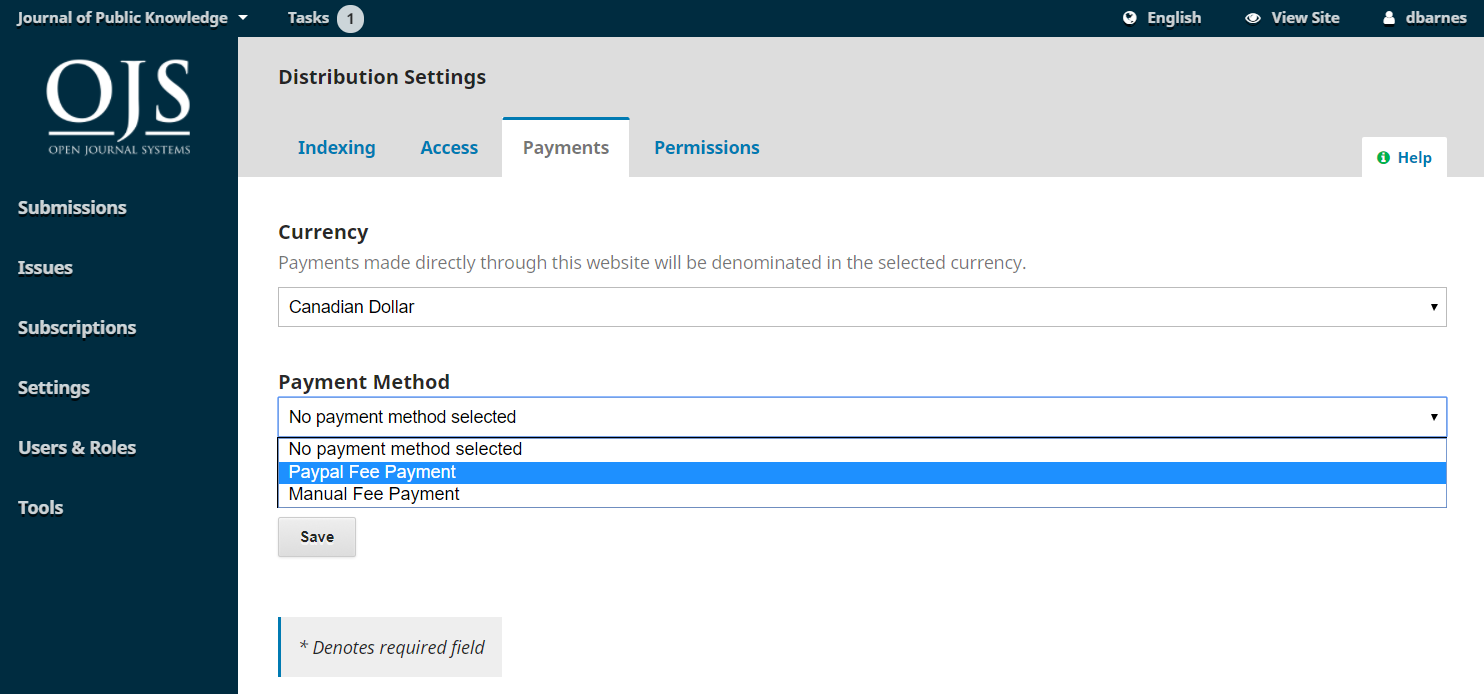 Journal of Public Knowledge Tasks 1 English View Site dbarnes
OJS
OPEN JOURNAL SYSTEMS
Submissions
Issues
Subscriptions
Settings
Users & Roles
Tools
Distribution Settings
Indexing Access Payments Permissions
Help
Currency
Payments made directly through this website will be denominated in the selected currency.
Canadian Dollar
Payment Method
No payment method selected
No payment method selected
Paypal Fee Payment
Manual Fee Payment
Save
* Denotes required field